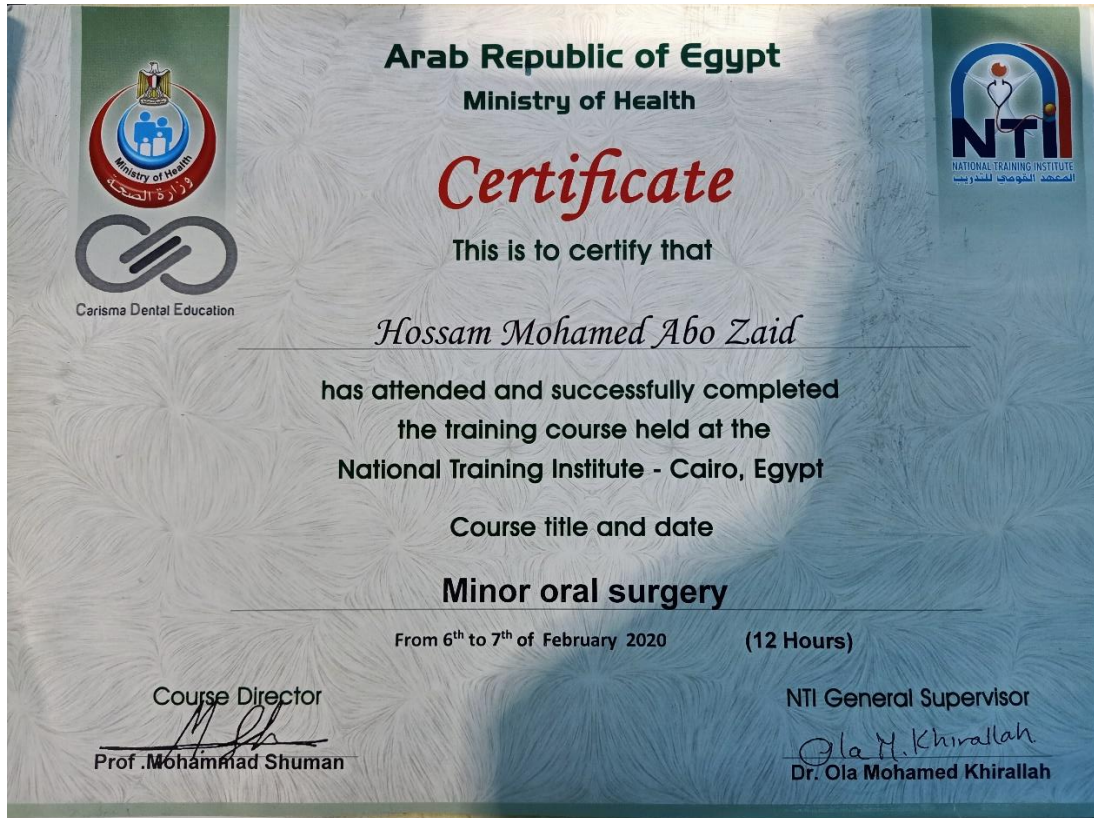 Arab Republic of Egypt
Ministry of Health
Ministry of Health
وزارة الصحة
NTI
NATIONAL TRAINING INSTITUTE
المعهد القومي للتدريب
Carisma Dental Education
Certificate
This is to certify that
Hossam Mohamed Abo Zaid
has attended and successfully completed
the training course held at the
National Training Institute - Cairo, Egypt
Course title and date
Minor oral surgery
From 6th to 7th of February 2020 (12 Hours)
Course Director
Prof .Mohammad Shuman
NTI General Supervisor
Ola M. Khirallah
Dr. Ola Mohamed Khirallah